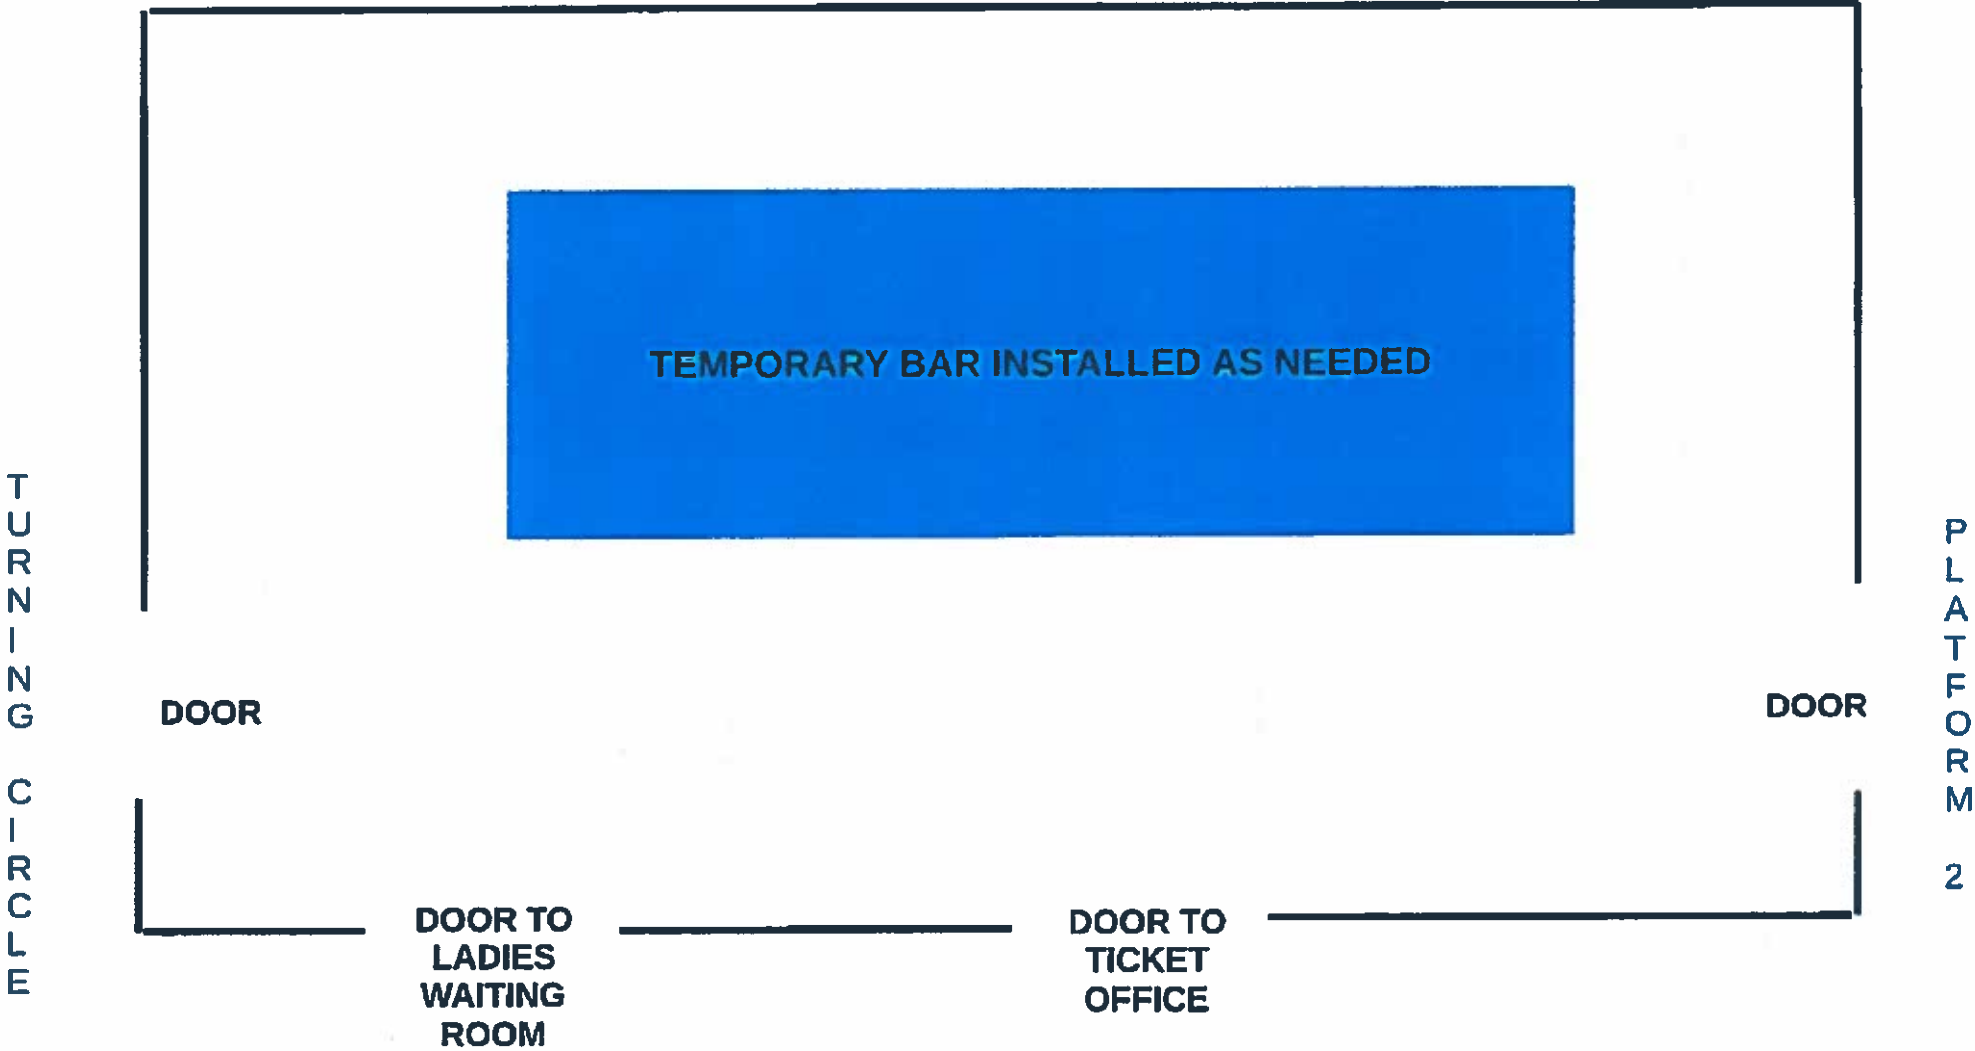 TEMPORARY BAR INSTALLED AS NEEDED
TURNING CIRCLE
DOOR
DOOR
PLATFORM 2
DOOR TO
LADIES
WAITING
ROOM
DOOR TO
TICKET
OFFICE